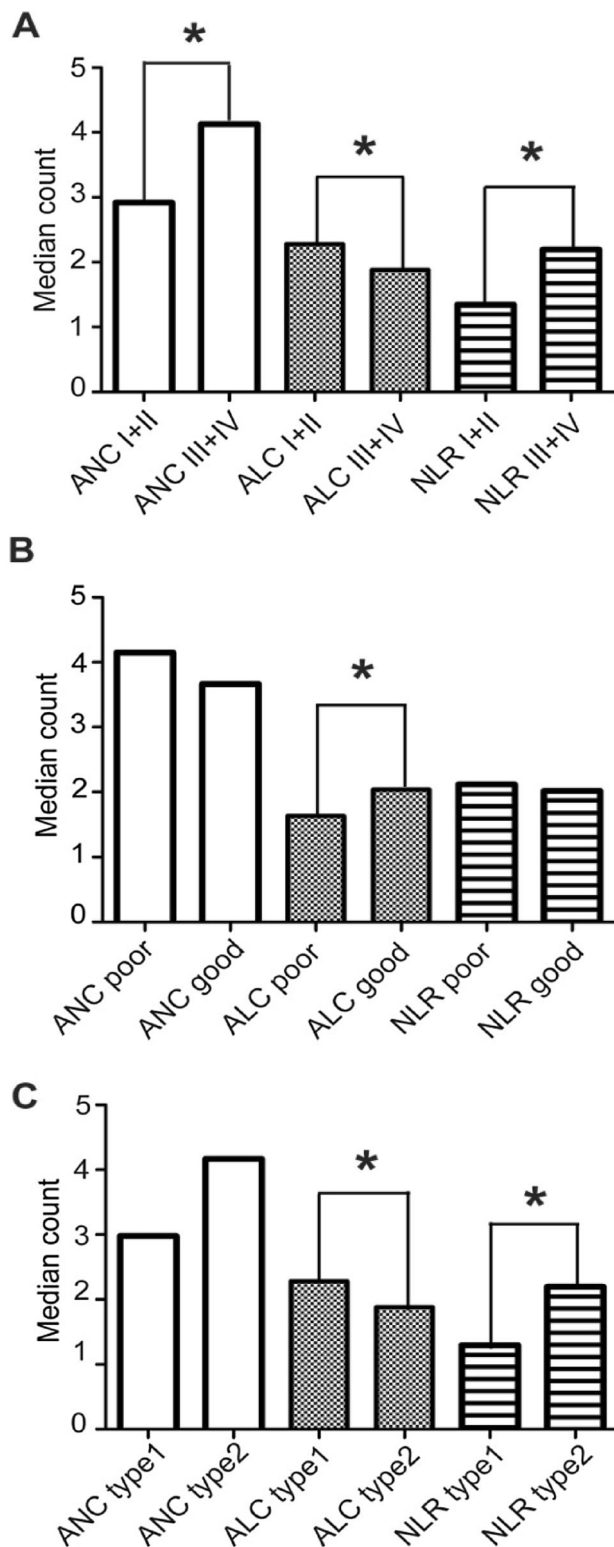 A
*
*
*
5
4
3
2
1
0
Median count
ANC I+II
ANC III+IV
ALC I+II
ALC III+IV
NLR I+II
NLR III+IV
B
*
5
4
3
2
1
0
Median count
ANC poor
ANC good
ALC poor
ALC good
NLR poor
NLR good
C
*
*
5
4
3
2
1
0
Median count
ANC type1
ANC type2
ALC type1
ALC type2
NLR type1
NLR type2